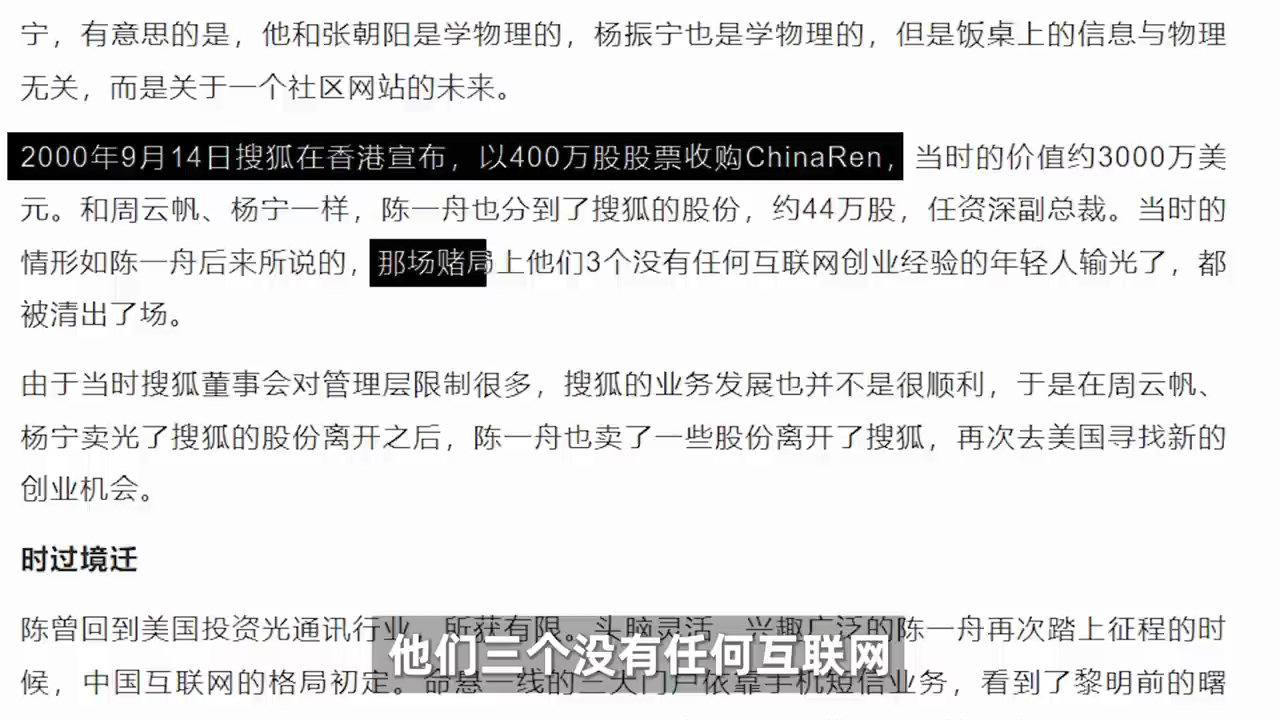 宁，有意思的是，他和张朝阳是学物理的，杨振宁也是学物理的，但是饭桌上的信息与物理
无关，而是关于一个社区网站的未来。
2000年9月14日搜狐在香港宣布，以400万股股票收购ChinaRen，当时的价值约3000万美
元。和周云帆、杨宁一样，陈一舟也分到了搜狐的股份，约44万股，任资深副总裁。当时的
情形如陈一舟后来所说的，那场赌局上他们3个没有任何互联网创业经验的年轻人输光了，都
被清出了场。
由于当时搜狐董事会对管理层限制很多，搜狐的业务发展也并不是很顺利，于是在周云帆、
杨宁卖光了搜狐的股份离开之后，陈一舟也卖了一些股份离开了搜狐，再次去美国寻找新的
创业机会。
时过境迁
陈曾回到美国投资光通讯行业，所获有限。头脑灵活、兴趣广泛的陈一舟再次踏上征程的时
候，中国互联网的格局初定。命悬一线的三大门户依靠手机短信业务，看到了黎明前的曙
他们三个没有任何互联网